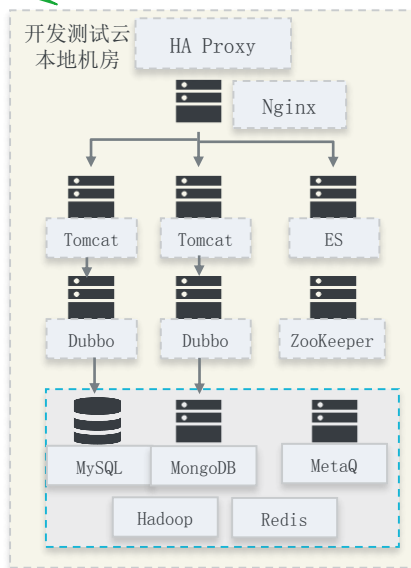 开发测试云
本地机房
HA Proxy
Nginx
Tomcat
Tomcat
ES
Dubbo
Dubbo
ZooKeeper
MySQL
MongoDB
MetaQ
Hadoop
Redis